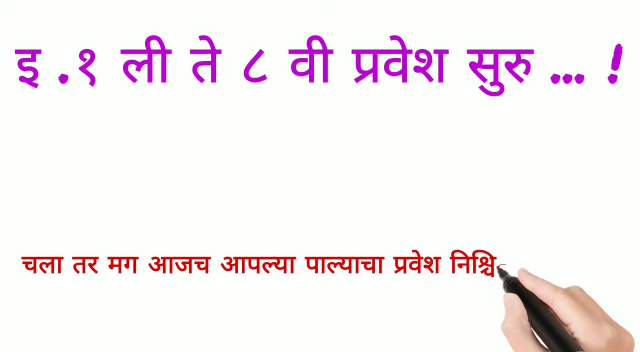 इ .१ ली ते ८ वी प्रवेश सुरु ... !
चला तर मग आजच आपल्या पाल्याचा प्रवेश निश्चि